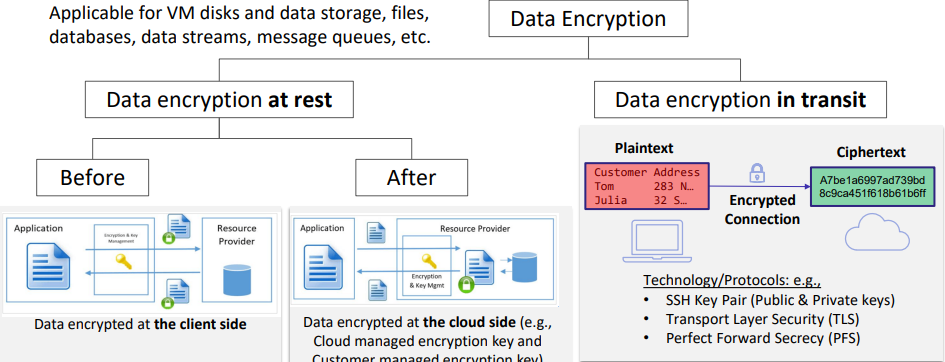 Applicable for VM disks and data storage, files,
databases, data streams, message queues, etc.
Data Encryption
Data encryption at rest
Data encryption in transit
Before
After
Application
Encryption & Key
Management
Resource
Provider
Data encrypted at the client side
Application
Resource Provider
Encryption
& Key Mgmt
Data encrypted at the cloud side (e.g.,
Cloud managed encryption key and
Customer managed encryption key)
Plaintext
Customer Address
Tom 283 N…
Julia 32 S…
Encrypted
Connection
Ciphertext
A7be1a6997ad739bd
8c9ca451f618b61b6ff
Technology/Protocols: e.g.,
• SSH Key Pair (Public & Private keys)
• Transport Layer Security (TLS)
• Perfect Forward Secrecy (PFS)